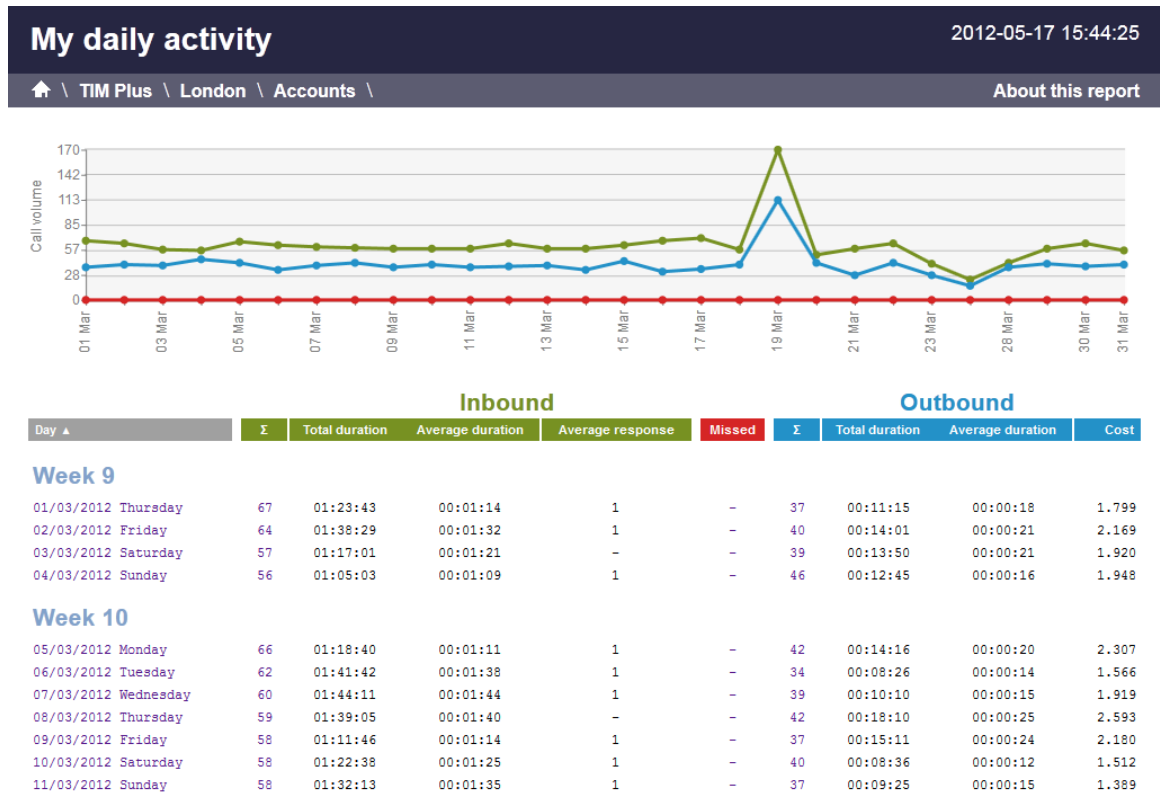 My daily activity 2012-05-17 15:44:25
\ TIM Plus \ London \ Accounts \ About this report
Call volume
170
142
113
85
57
28
0
01 Mar 03 Mar 05 Mar 07 Mar 09 Mar 11 Mar 13 Mar 15 Mar 17 Mar 19 Mar 21 Mar 23 Mar 28 Mar 30 Mar 31 Mar
Inbound Outbound
Day ▲ Σ Total duration Average duration Average response Missed Σ Total duration Average duration Cost
Week 9
01/03/2012 Thursday 67 01:23:43 00:01:14 1 – 37 00:11:15 00:00:18 1.799
02/03/2012 Friday 64 01:38:29 00:01:32 1 – 40 00:14:01 00:00:21 2.169
03/03/2012 Saturday 57 01:17:01 00:01:21 – – 39 00:13:50 00:00:21 1.920
04/03/2012 Sunday 56 01:05:03 00:01:09 1 – 46 00:12:45 00:00:16 1.948
Week 10
05/03/2012 Monday 66 01:18:40 00:01:11 1 – 42 00:14:16 00:00:20 2.307
06/03/2012 Tuesday 62 01:41:42 00:01:38 1 – 34 00:08:26 00:00:14 1.566
07/03/2012 Wednesday 60 01:44:11 00:01:44 1 – 39 00:10:10 00:00:15 1.919
08/03/2012 Thursday 59 01:39:05 00:01:40 – – 42 00:18:10 00:00:25 2.593
09/03/2012 Friday 58 01:11:46 00:01:14 1 – 37 00:15:11 00:00:24 2.180
10/03/2012 Saturday 58 01:22:38 00:01:25 1 – 40 00:08:36 00:00:12 1.512
11/03/2012 Sunday 58 01:32:13 00:01:35 1 – 37 00:09:25 00:00:15 1.389